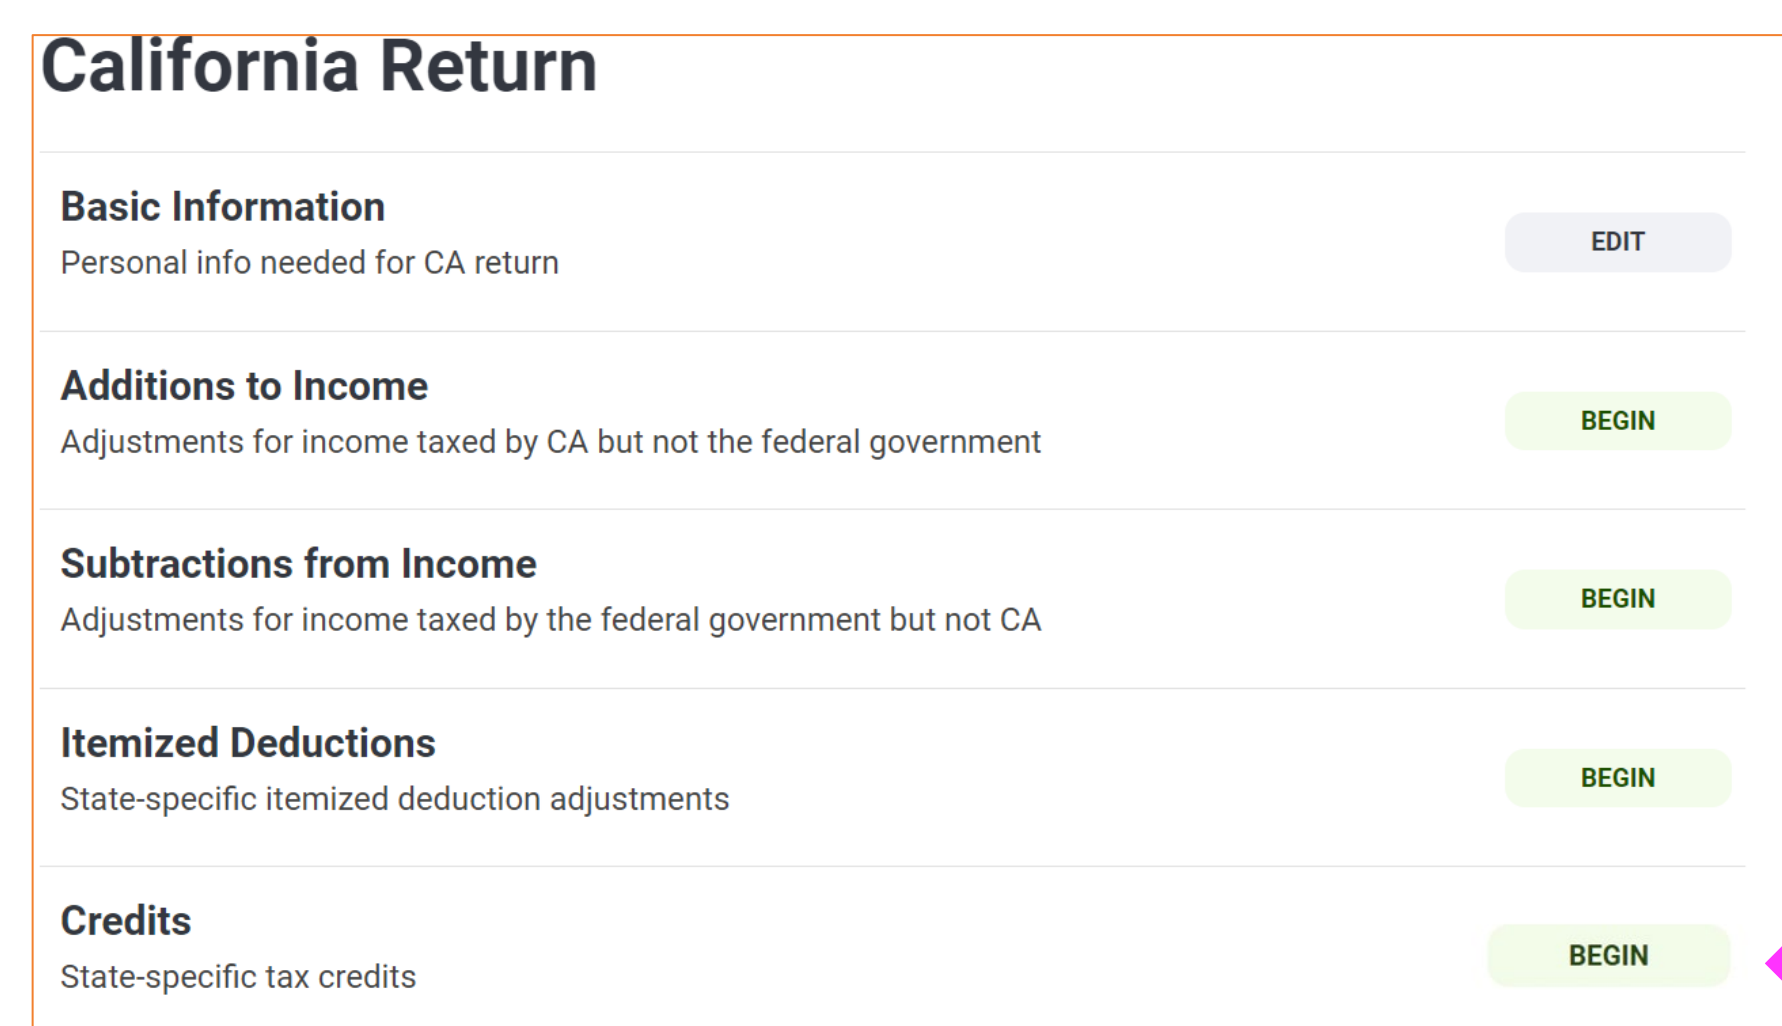 California Return
Basic Information
Personal info needed for CA return
EDIT
Additions to Income
Adjustments for income taxed by CA but not the federal government
BEGIN
Subtractions from Income
Adjustments for income taxed by the federal government but not CA
BEGIN
Itemized Deductions
State-specific itemized deduction adjustments
BEGIN
Credits
State-specific tax credits
BEGIN